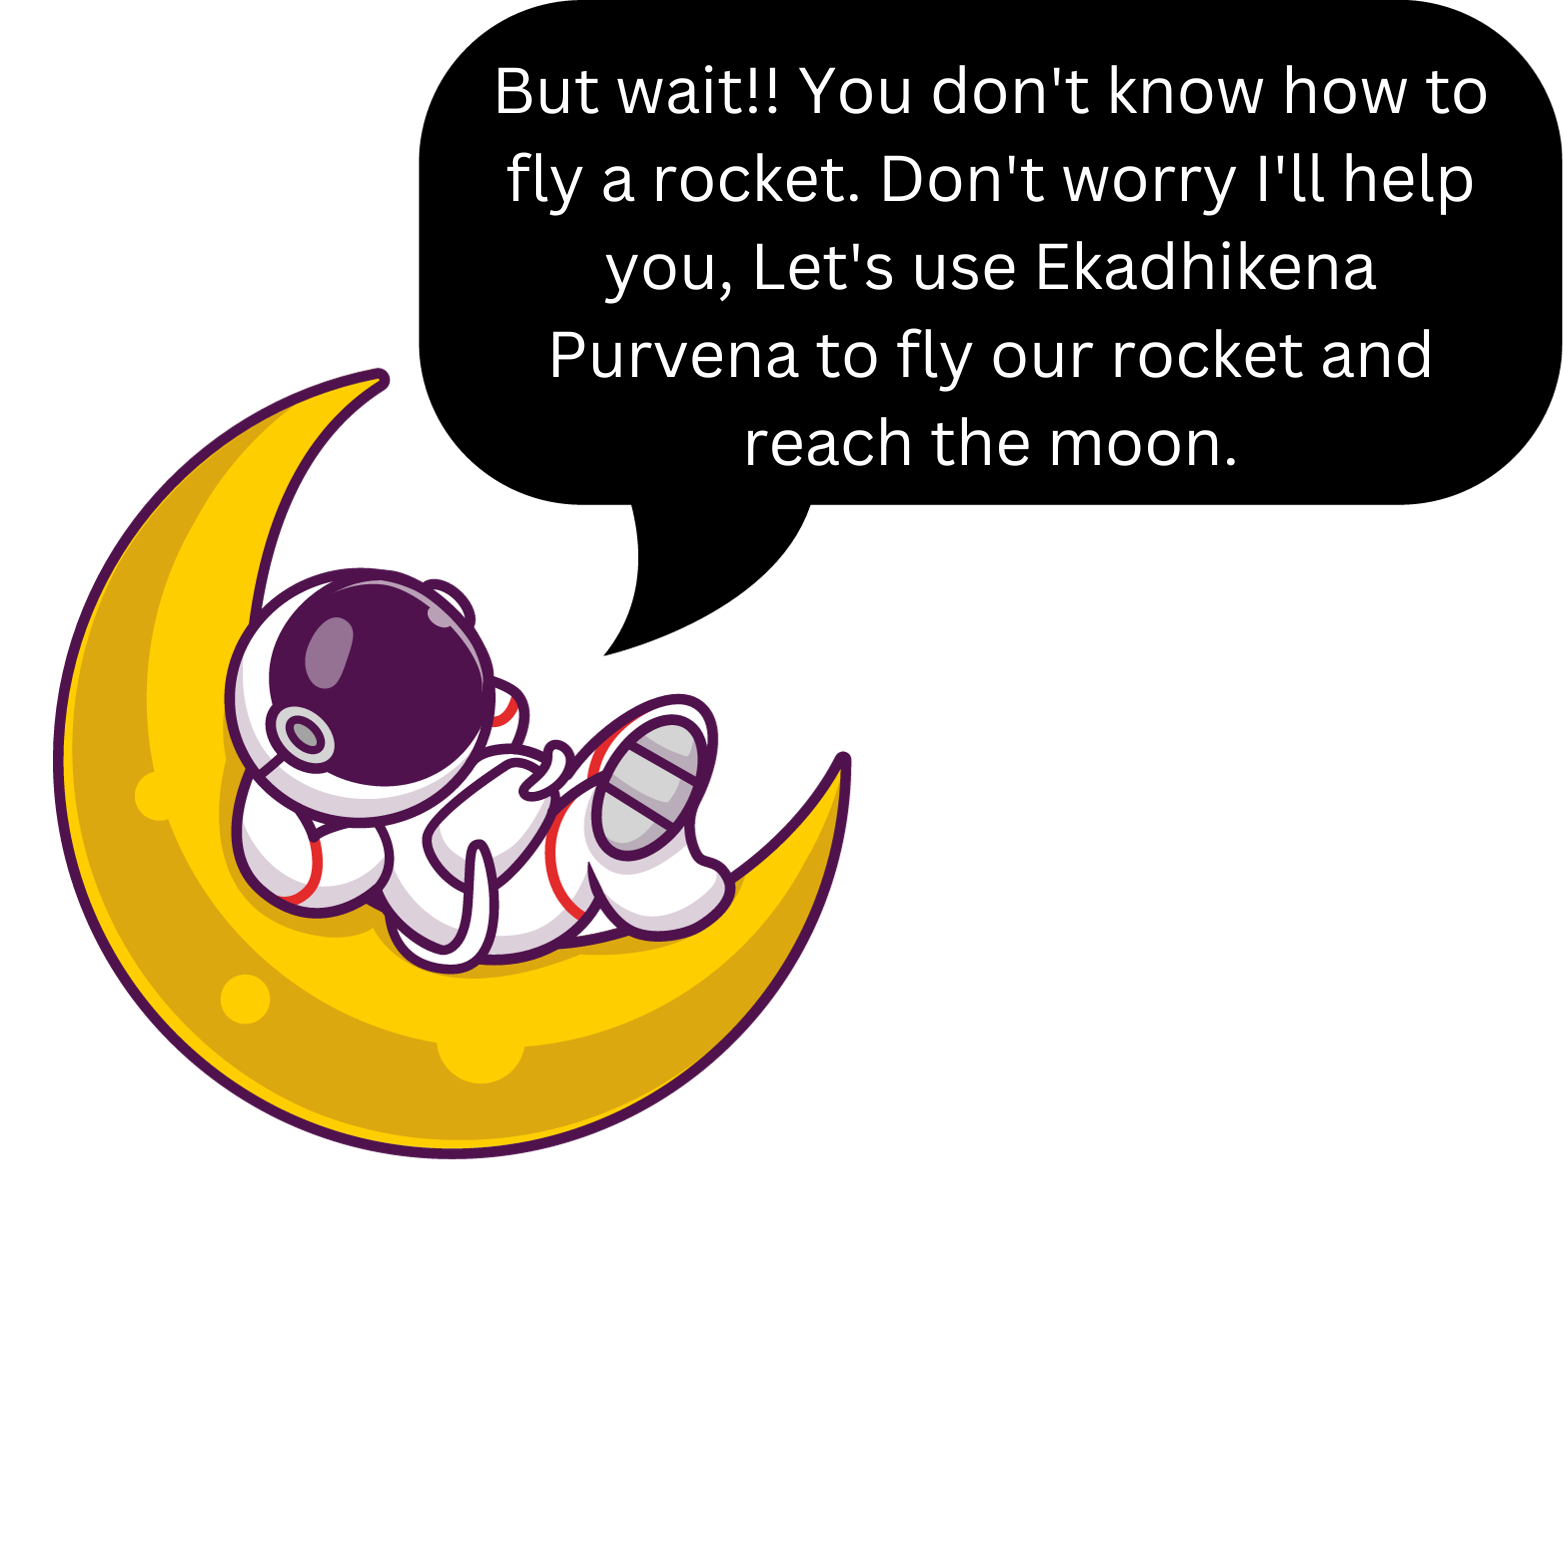 But wait!! You don't know how to
fly a rocket. Don't worry I'll help
you, Let's use Ekadhikena
Purvena to fly our rocket and
reach the moon.